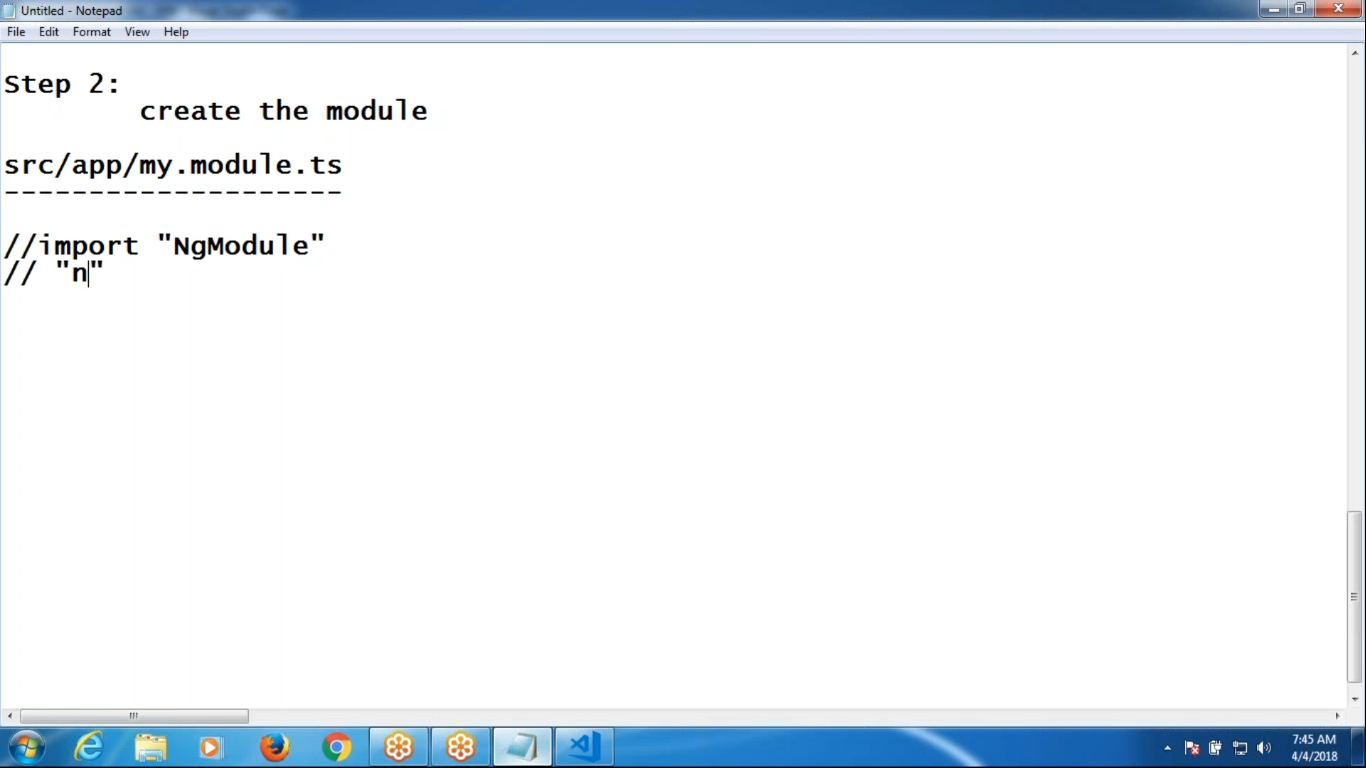 Untitled - Notepad
File Edit Format View Help
Step 2:
create the module
src/app/my.module.ts
--------------------
//import "NgModule"
// "n"
7:45 AM
4/4/2018